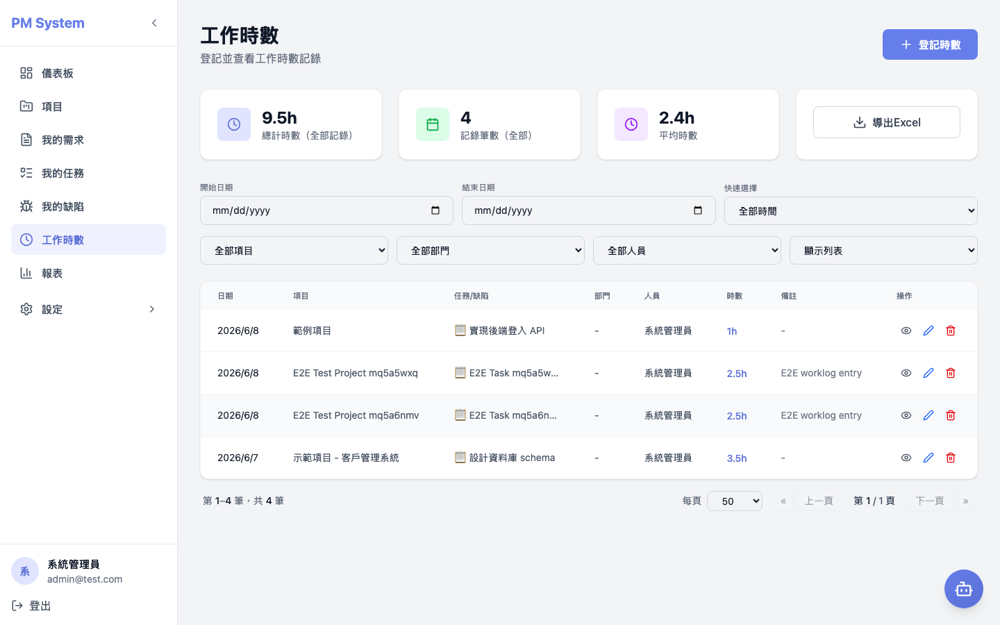 PM System
儀表板
項目
我的需求
我的任務
我的缺陷
工作時數
報表
設定
系
系統管理員
admin@test.com
登出
工作時數
登記並查看工作時數記錄
登記時數
9.5h
總計時數（全部記錄）
4
記錄筆數（全部）
2.4h
平均時數
導出Excel
開始日期
結束日期
快速選擇
mm/dd/yyyy
mm/dd/yyyy
全部時間
全部項目
全部部門
全部人員
顯示列表
日期 項目 任務/缺陷 部門 人員 時數 備註 操作
2026/6/8 範例項目 實現後端登入 API - 系統管理員 1h -
2026/6/8 E2E Test Project mq5a5wxq E2E Task mq5a5w... - 系統管理員 2.5h E2E worklog entry
2026/6/8 E2E Test Project mq5a6nmv E2E Task mq5a6n... - 系統管理員 2.5h E2E worklog entry
2026/6/7 示範項目 - 客戶管理系統 設計資料庫 schema - 系統管理員 3.5h -
第 1–4 筆，共 4 筆
每頁 50 « 上一頁 第 1 / 1 頁 下一頁 »